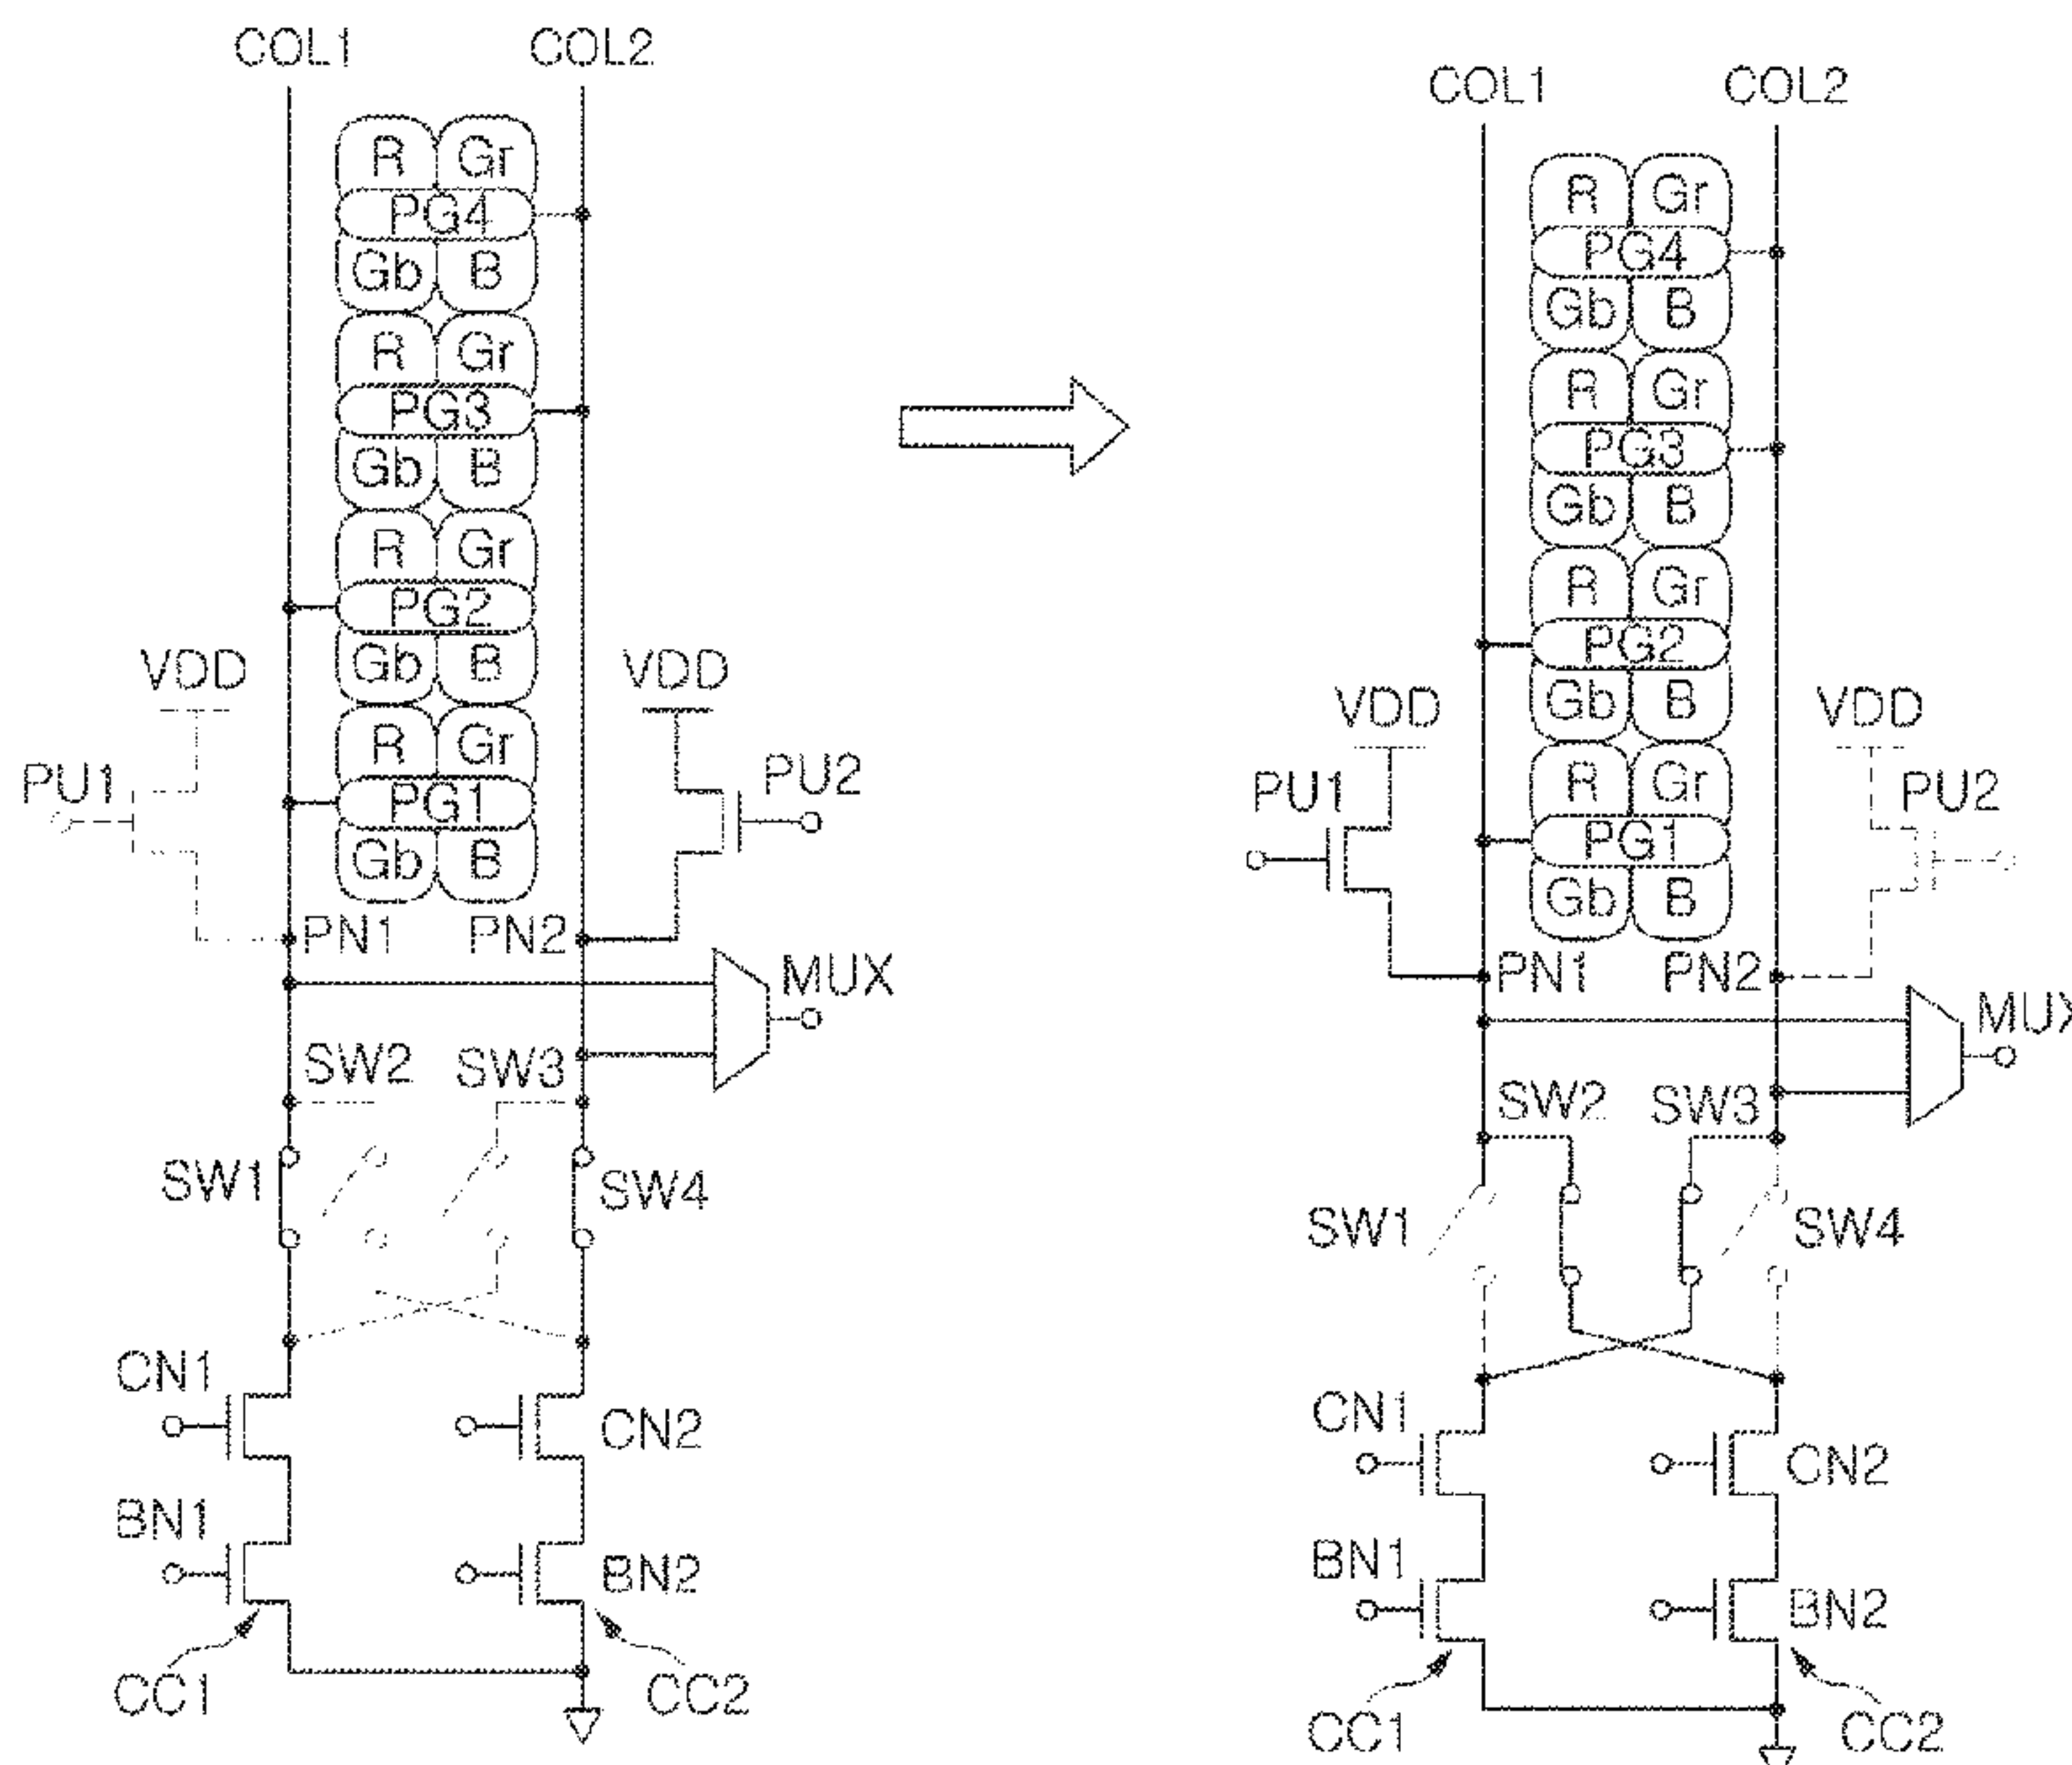 COL1 COL2
R Gr
PG4
Gb B
R Gr
PG3
Gb B
R Gr
PG2
Gb B
VDD VDD
R Gr
PU1 PG1 PU2
Gb B
PN1 PN2
MUX
SW2 SW3
SW1 SW4
CN1 CN2
BN1 BN2
CC1 CC2
COL1 COL2
R Gr
PG4
Gb B
R Gr
PG3
Gb B
R Gr
PG2
Gb B
VDD VDD
R Gr
PU1 PG1 PU2
Gb B
PN1 PN2
MUX
SW2 SW3
SW1 SW4
CN1 CN2
BN1 BN2
CC1 CC2